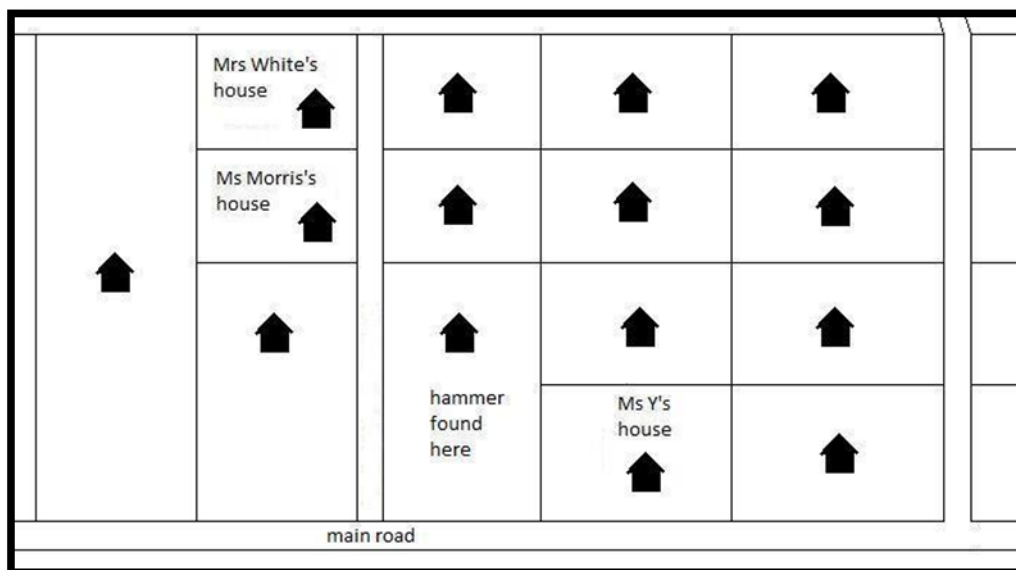 Mrs White's
house
Ms Morris's
house
hammer
found
here
Ms Y's
house
main road